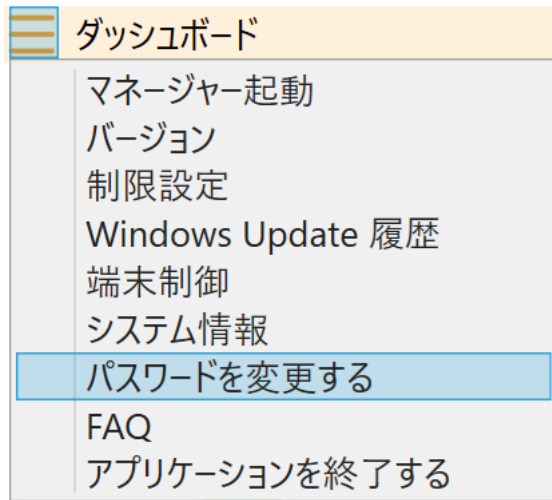 ダッシュボード
マネージャー起動
バージョン
制限設定
Windows Update 履歴
端末制御
システム情報
パスワードを変更する
FAQ
アプリケーションを終了する